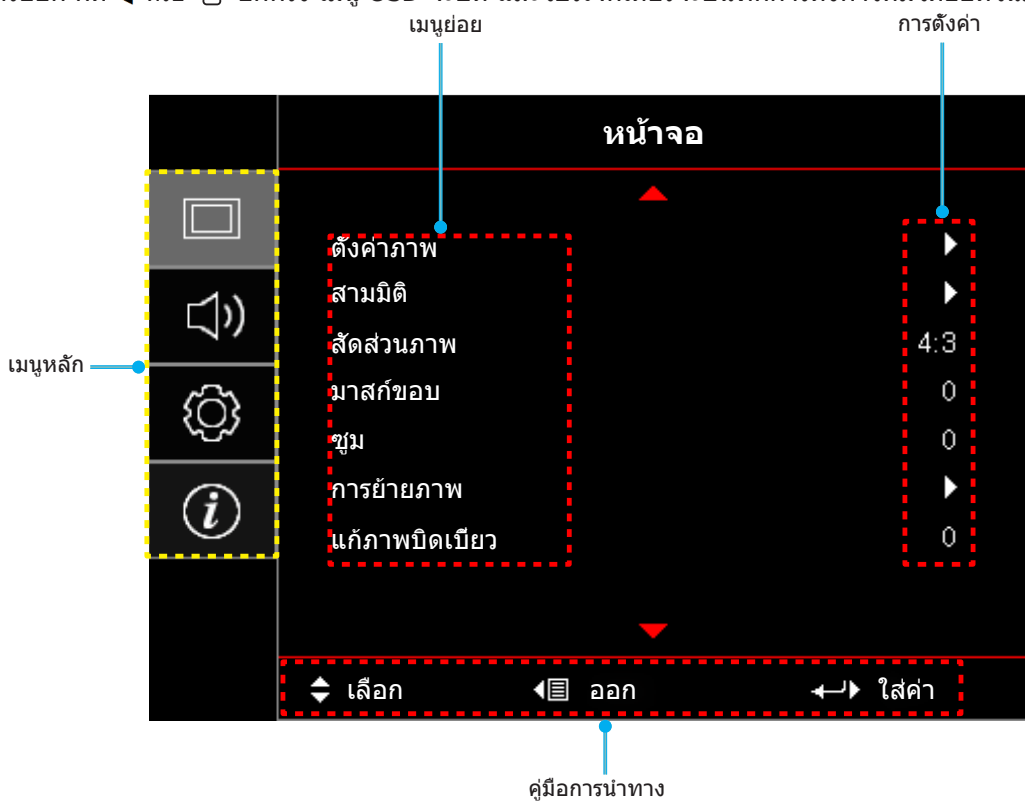 เมนูย่อย
การตั้งค่า
หน้าจอ
ตั้งค่าภาพ
สามมิติ
สัดส่วนภาพ 4:3
มาสก์ขอบ 0
ซูม 0
การย้ายภาพ
แก้ภาพบิดเบี้ยว 0
เมนูหลัก
i
เลือก ออก ใส่ค่า
คู่มือการนำทาง